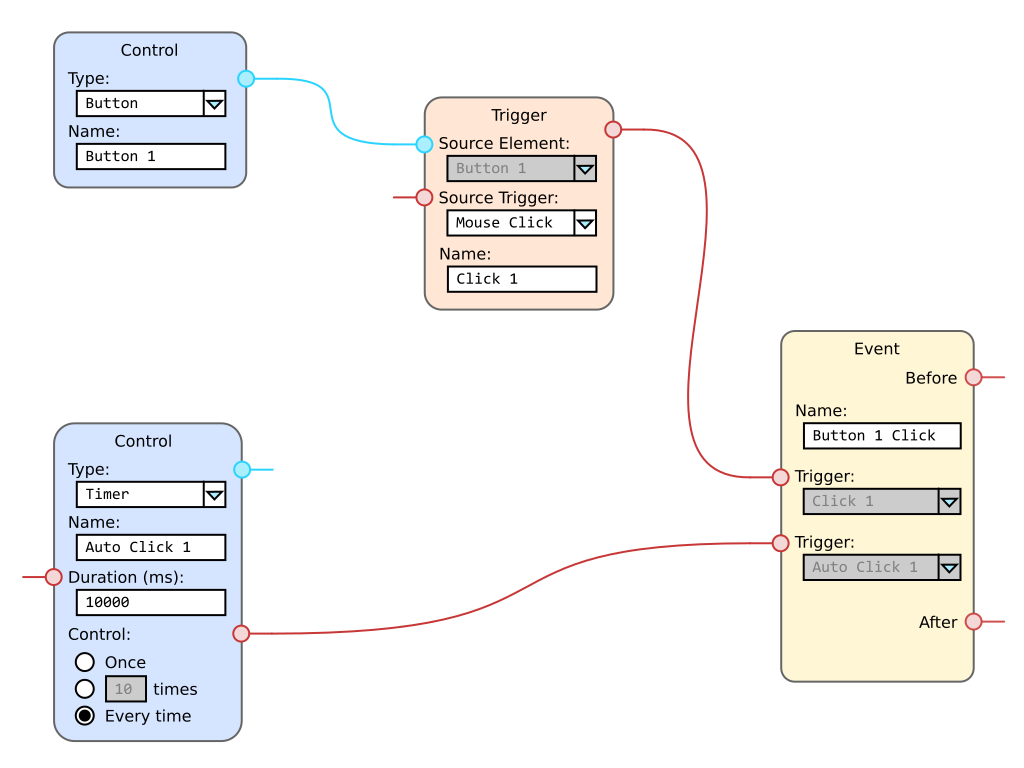 Control
Type:
Button
Name:
Button 1
Trigger
Source Element:
Button 1
Source Trigger:
Mouse Click
Name:
Click 1
Control
Type:
Timer
Name:
Auto Click 1
Duration (ms):
10000
Control:
Once
10 times
Every time
Event
Before
Name:
Button 1 Click
Trigger:
Click 1
Trigger:
Auto Click 1
After